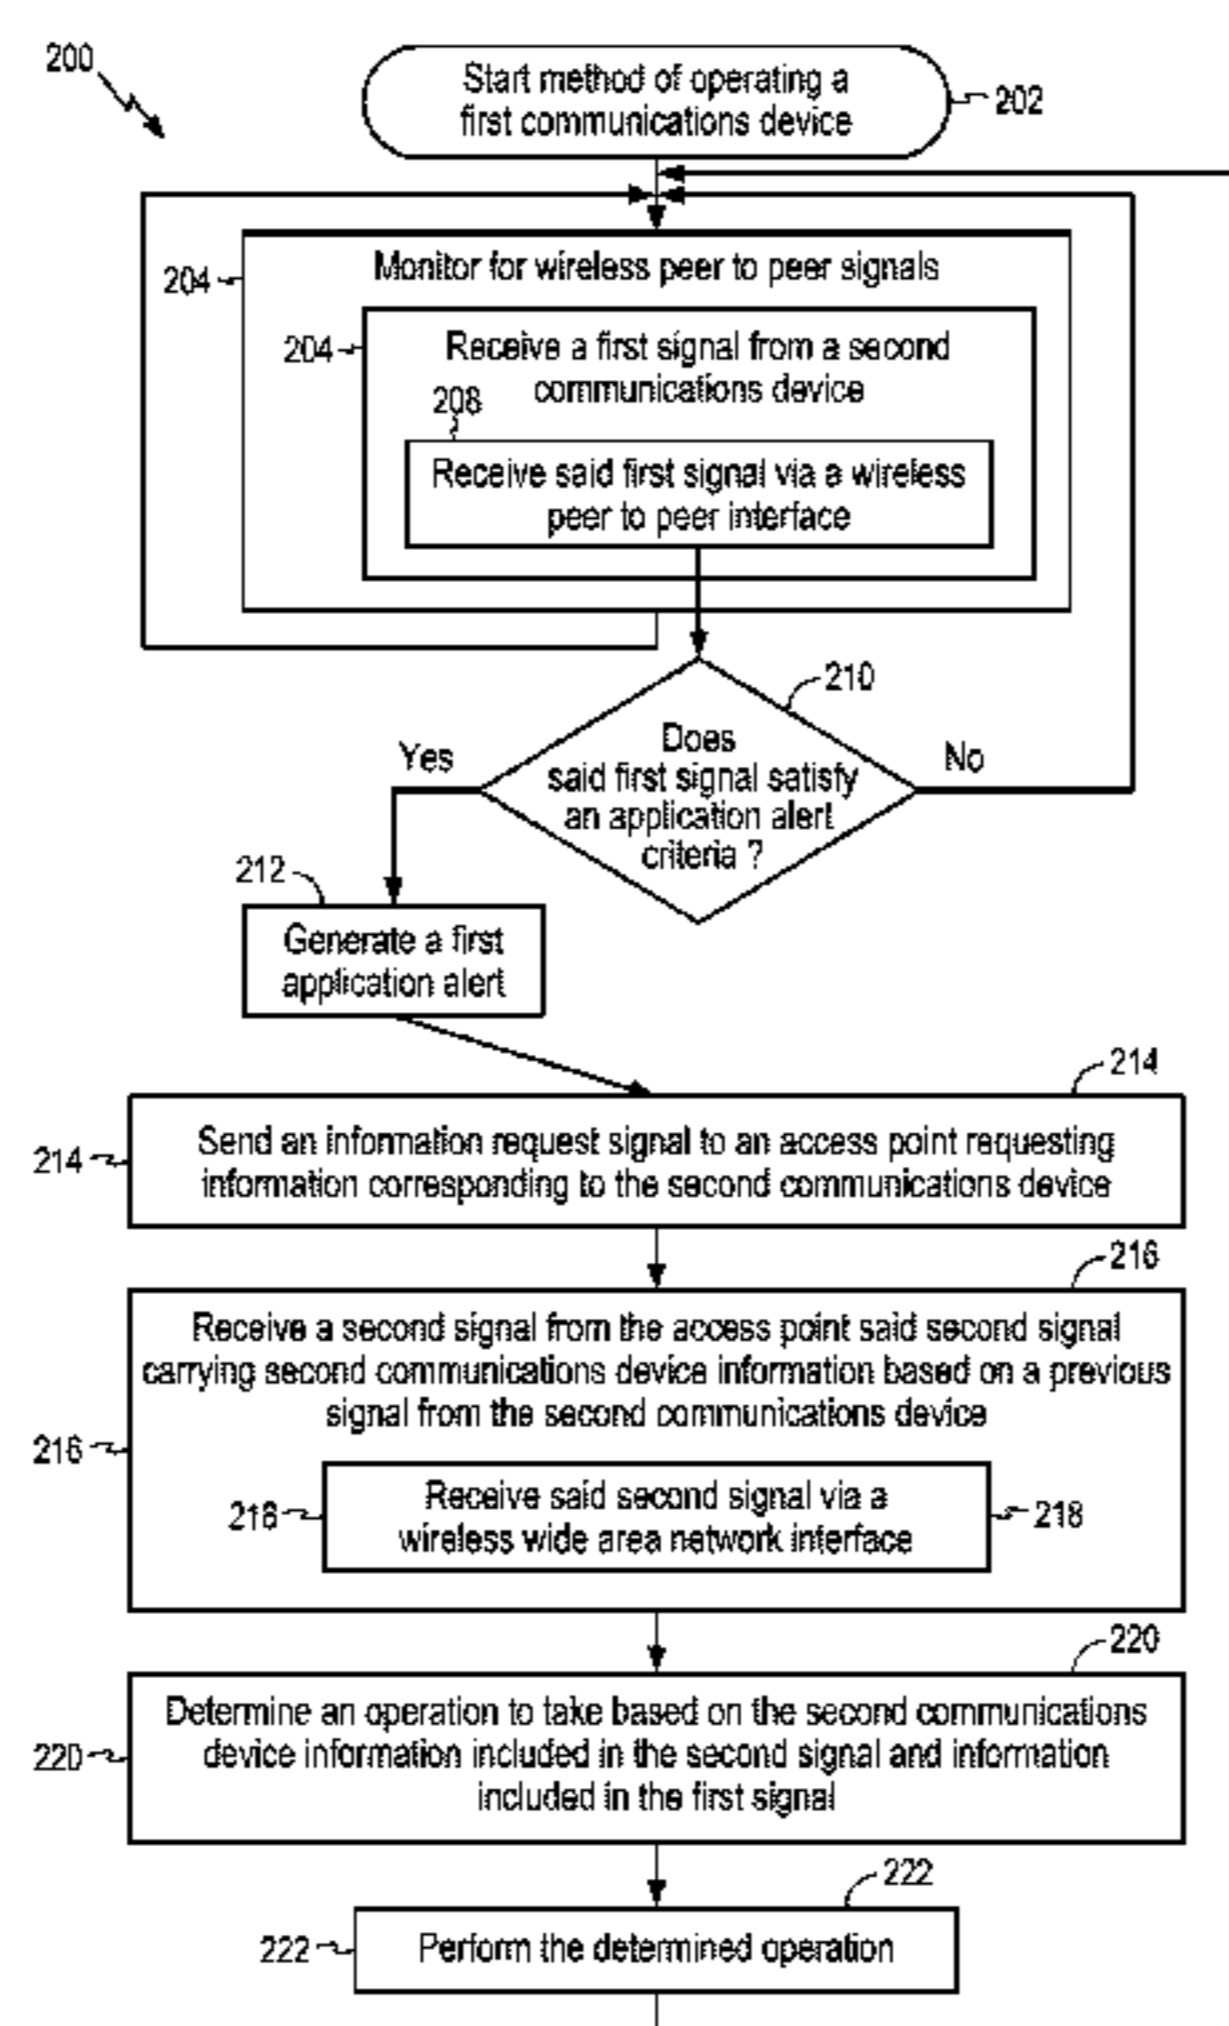 200
Start method of operating a
first communications device
202
204
Monitor for wireless peer to peer signals
204
Receive a first signal from a second
communications device
208
Receive said first signal via a wireless
peer to peer interface
210
Yes
No
Does
said first signal satisfy
an application alert
criteria ?
212
Generate a first
application alert
214
214
Send an information request signal to an access point requesting
information corresponding to the second communications device
216
Receive a second signal from the access point said second signal
carrying second communications device information based on a previous
signal from the second communications device
216
216
Receive said second signal via a
wireless wide area network interface
218
220
220
Determine an operation to take based on the second communications
device information included in the second signal and information
included in the first signal
222
222
Perform the determined operation